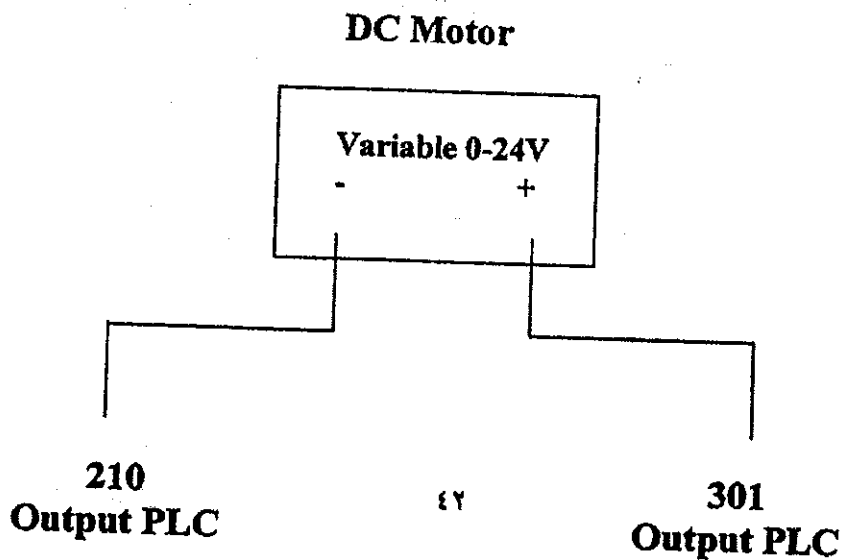 DC Motor
Variable 0-24V
- +
210
Output PLC
٤٢
301
Output PLC